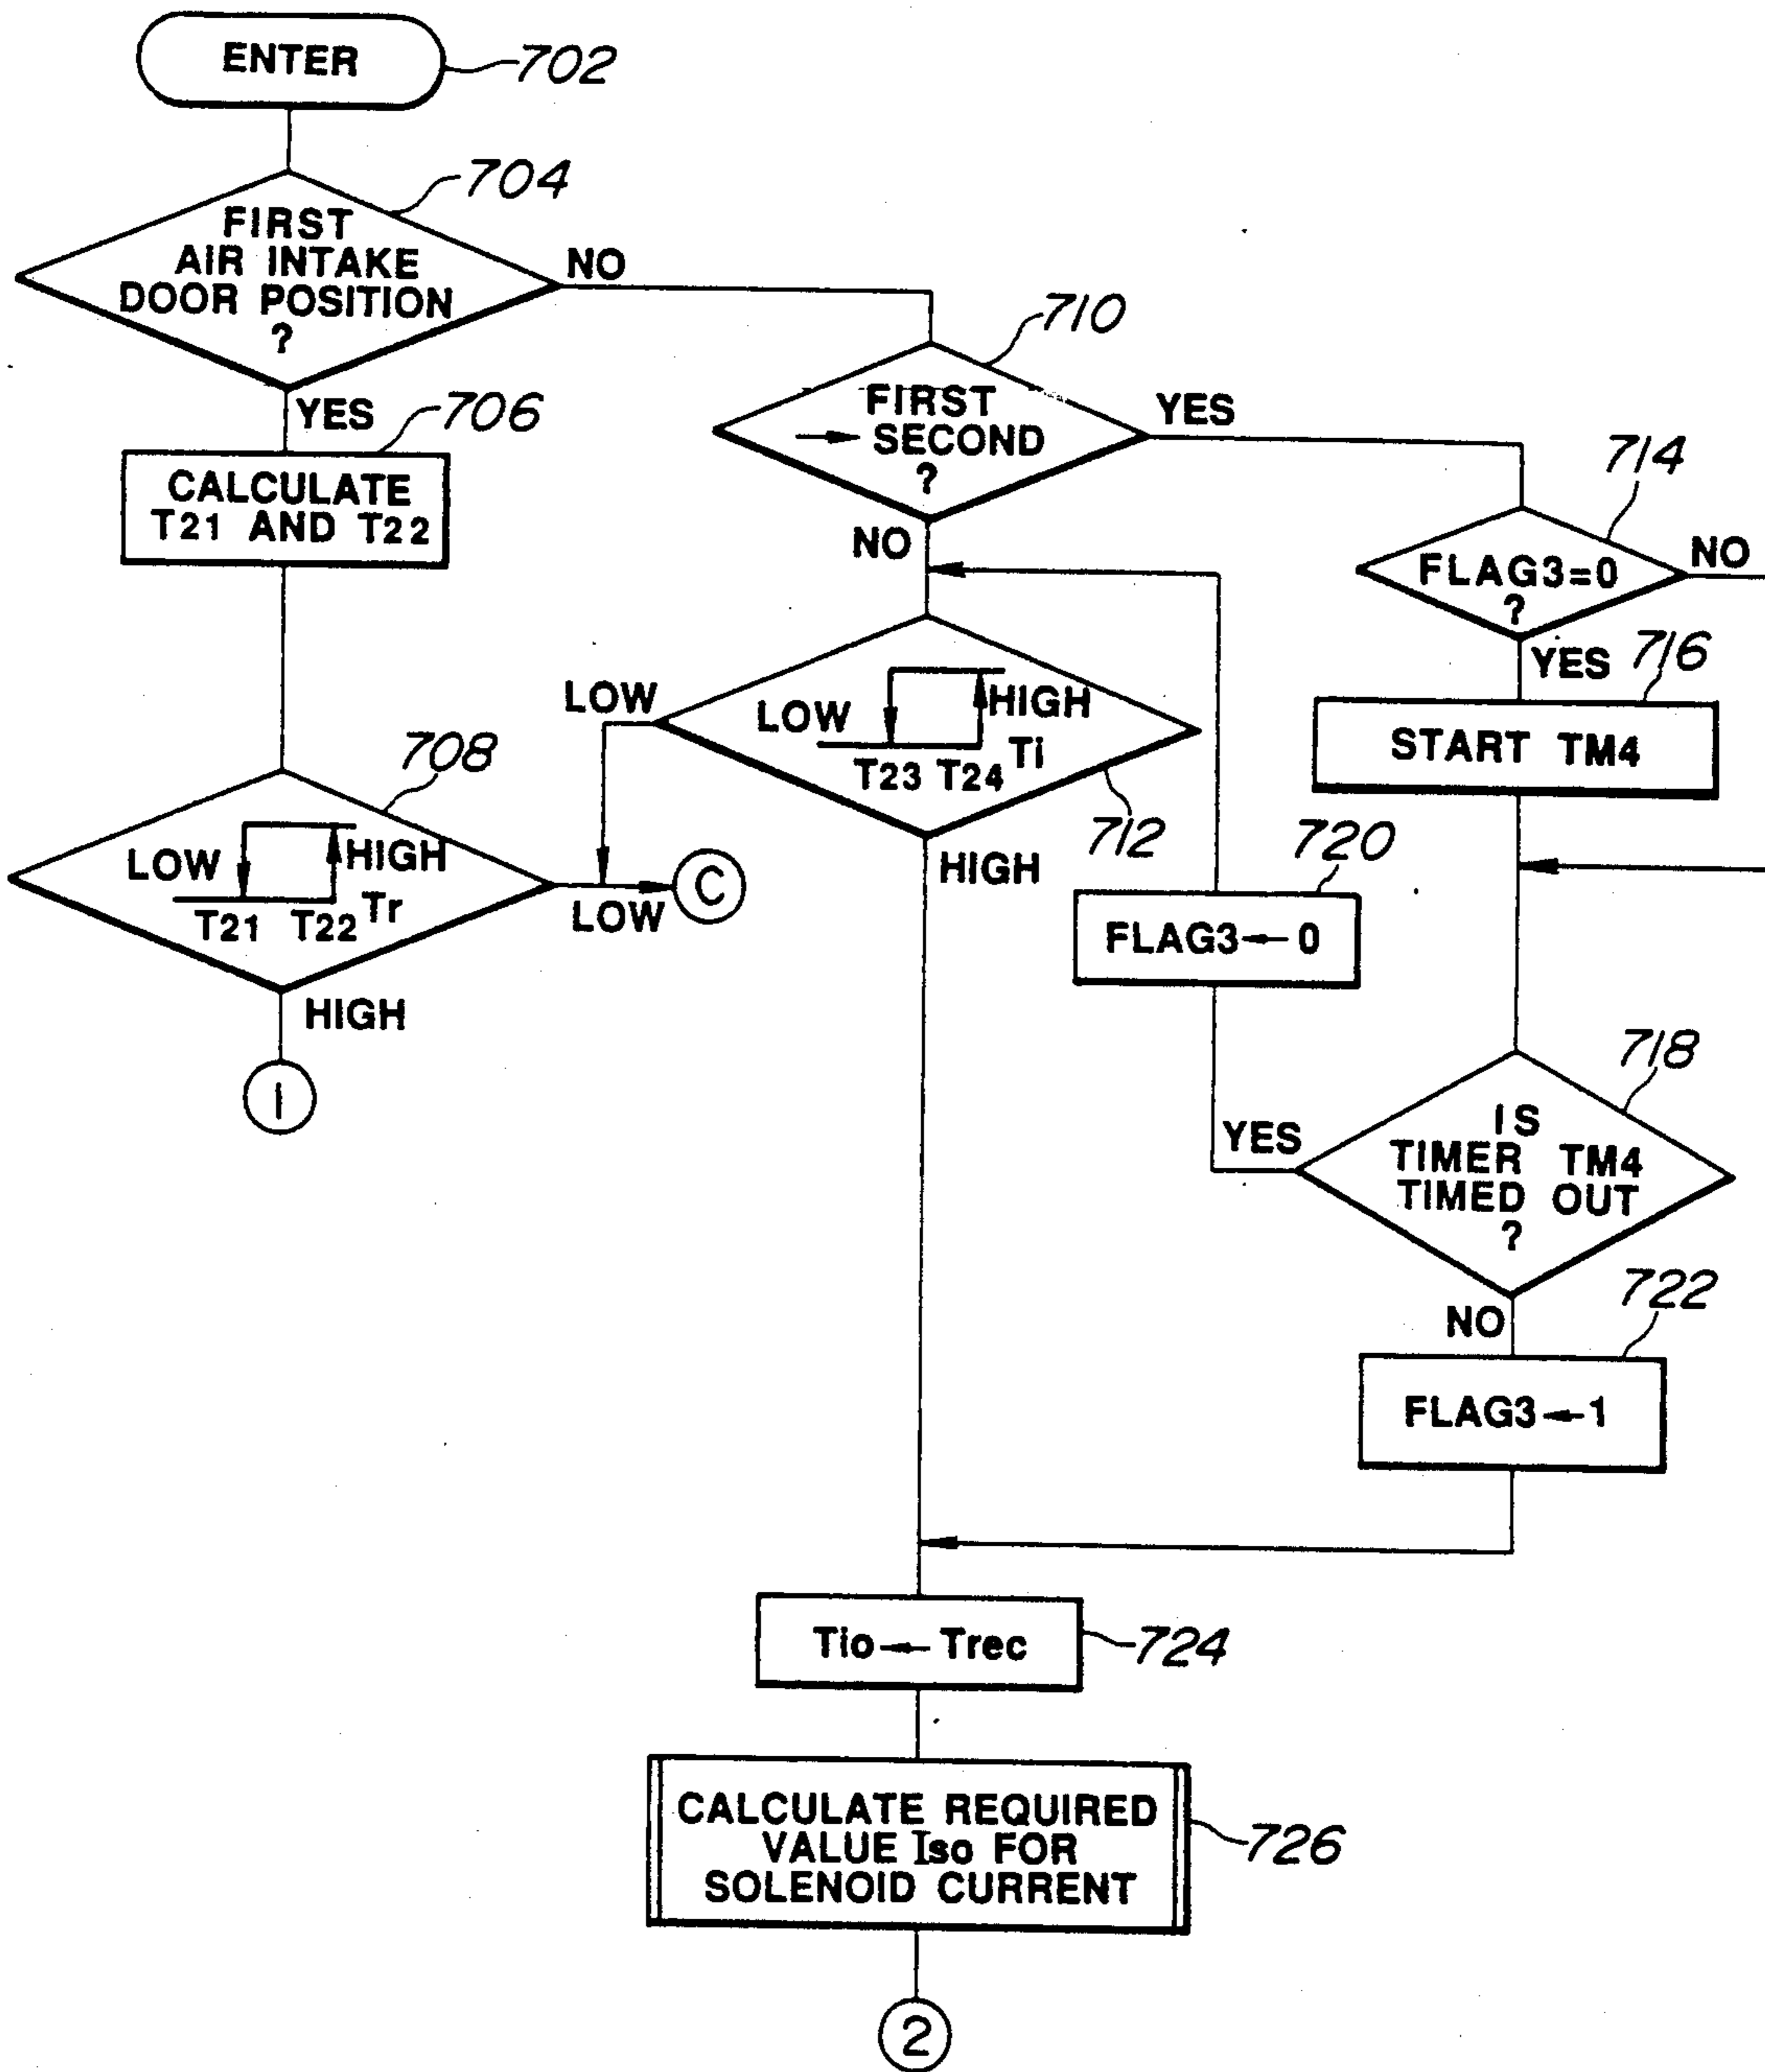 ENTER
702
704
FIRST
AIR INTAKE
DOOR POSITION
?
NO
YES
706
CALCULATE
T21 AND T22
708
LOW
HIGH
T21 T22 Tr
LOW
HIGH
1
C
710
FIRST
→ SECOND
?
YES
NO
LOW
LOW
HIGH
T23 T24 Ti
712
HIGH
714
FLAG3=0
?
NO
YES
716
START TM4
720
FLAG3←0
718
IS
TIMER TM4
TIMED OUT
?
YES
NO
722
FLAG3←1
Tio← Trec
724
CALCULATE REQUIRED
VALUE Iso FOR
SOLENOID CURRENT
726
2